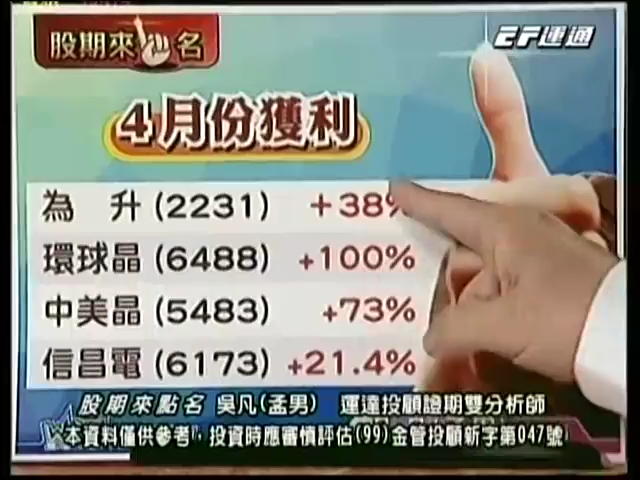 股期來 名
EF運通
4月份獲利
為 升 (2231) +38%
環球晶 (6488) +100%
中美晶 (5483) +73%
信昌電 (6173) +21.4%
股期來點名 吳凡(孟男) 運達投顧證期雙分析師
本資料僅供參考,投資時應審慎評估(99)金管投顧新字第047號